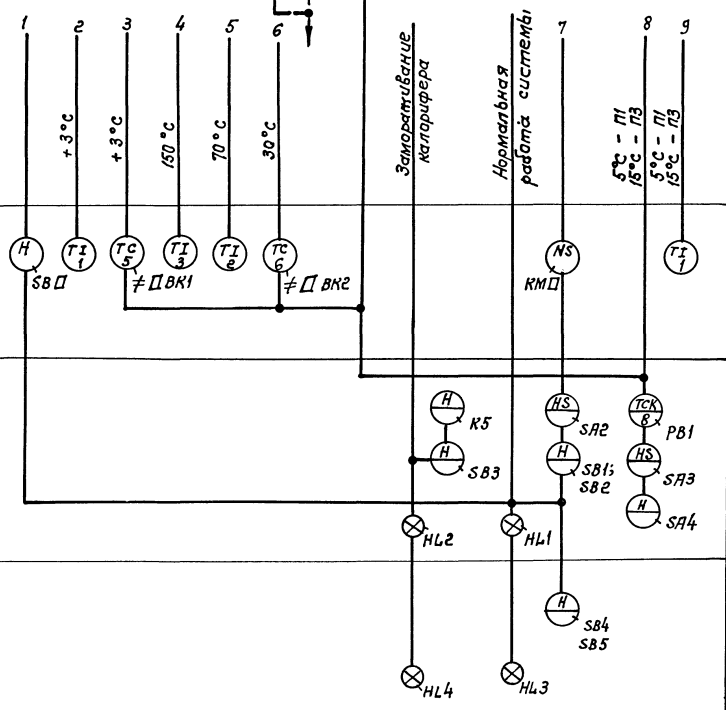 1
2
3
4
5
6
7
8
9
+3°C
+3°C
150°C
70°C
30°C
Замораживание
калорифера
Нормальная
работа системы
5°C - П1
15°C - П3
5°C - П1
15°C - П3
H
TI
1
TC
5
TI
3
TI
2
TC
6
NS
TI
1
SB□
≠□BK1
≠□BK2
KM□
H
K5
HS
SA2
TCK
8
PB1
H
SB3
H
SB1;
SB2
HS
SA3
H
SA4
HL2
HL1
H
SB4
SB5
HL4
HL3